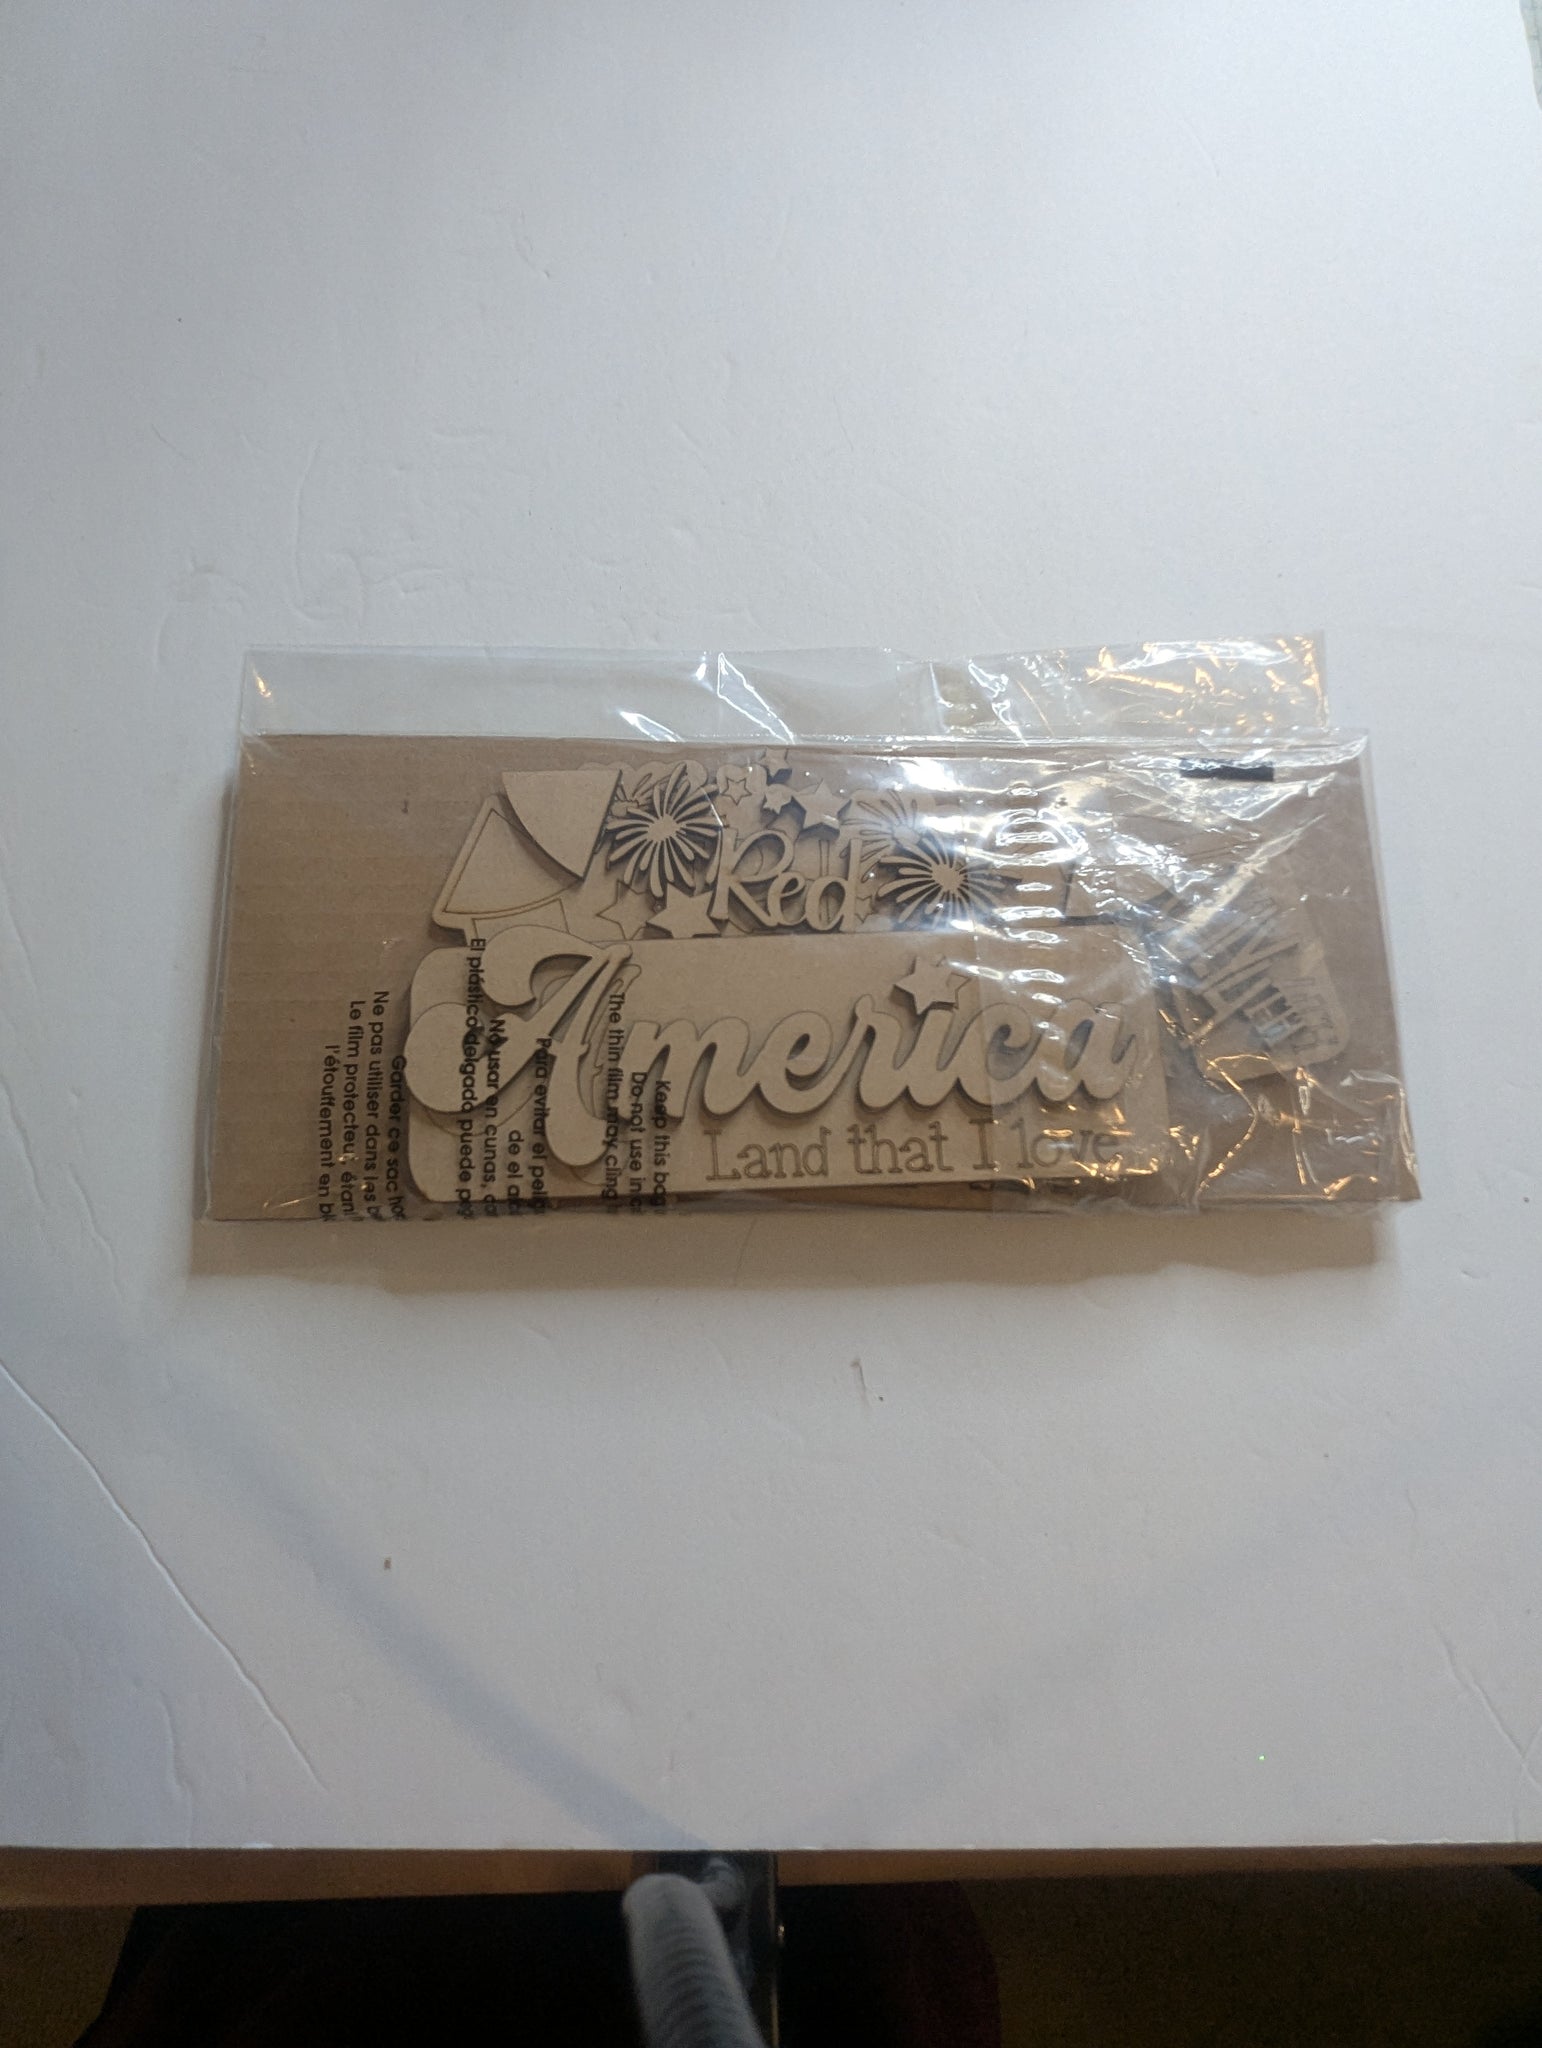 Red
America
Land that I love
Keep this bag
Do not use in
The thin film may cling
Para evitar el
No usar en cunas,
de el
El plástico delgado puede
Garder ce sac
Ne pas utiliser dans les
Le film protecteur, étant
l'étouffement en